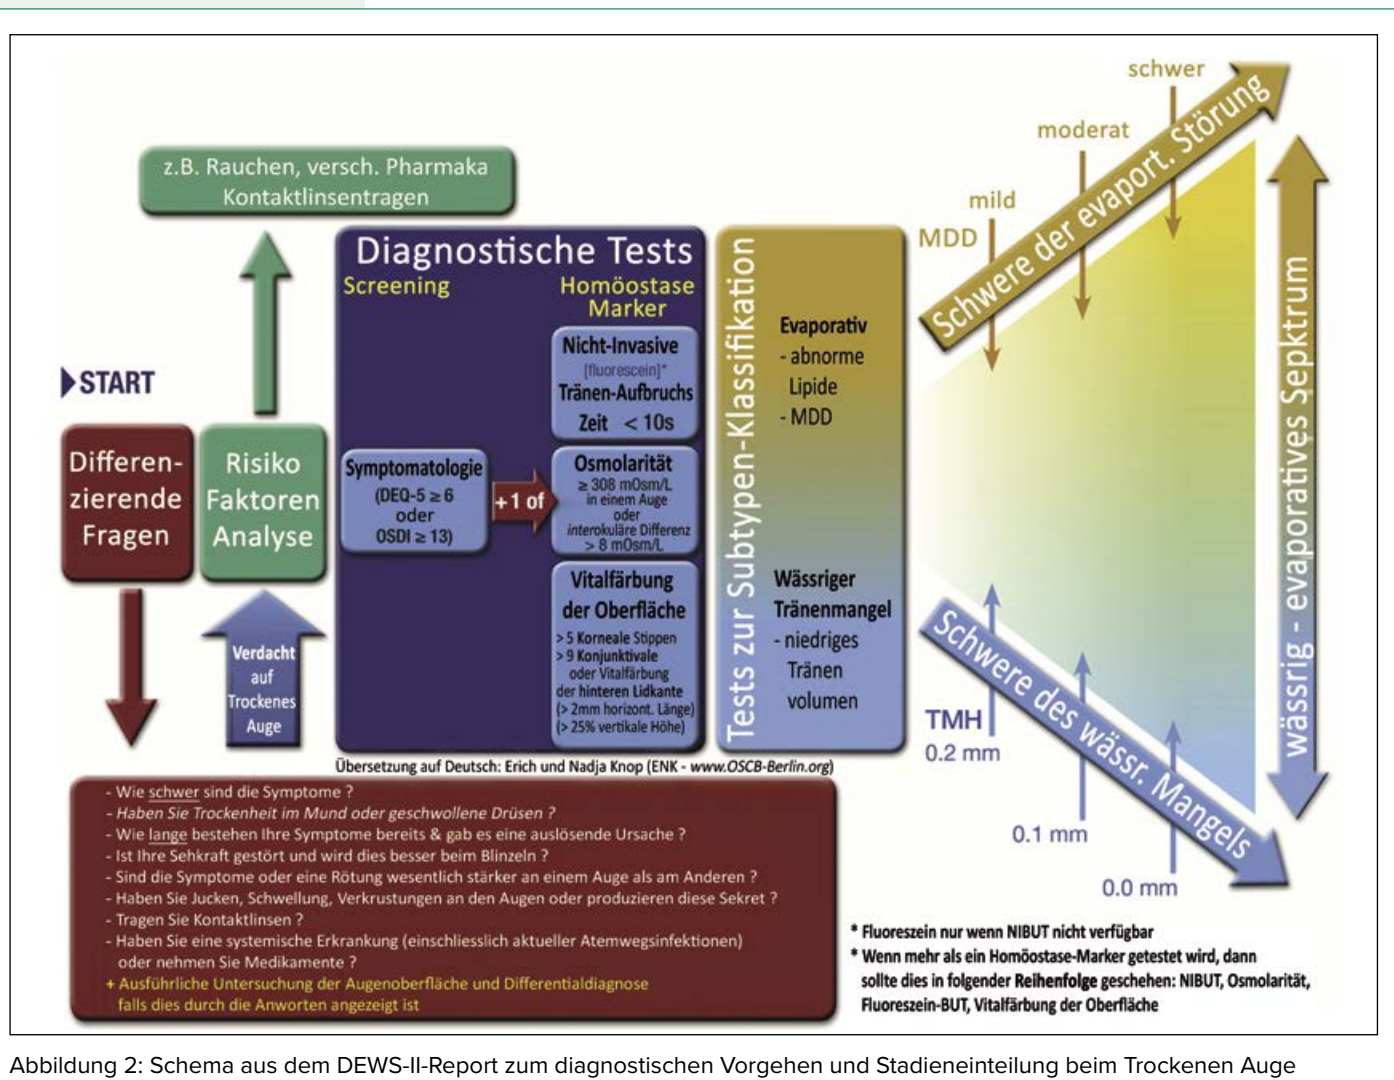 z.B. Rauchen, versch. Pharmaka
Kontaktlinsentragen
START
Differen-
zierende
Fragen
Risiko
Faktoren
Analyse
Verdacht
auf
Trockenes
Auge
Diagnostische Tests
Screening
Symptomatologie
(DEQ-5 ≥ 6
oder
OSDI ≥ 13)
+1 of
Homöostase
Marker
Nicht-Invasive
[fluorescein]*
Tränen-Aufbruchs
Zeit < 10s
Osmolarität
≥ 308 mOsm/L
in einem Auge
oder
interokuläre Differenz
> 8 mOsm/L
Vitalfärbung
der Oberfläche
> 5 Korneale Stippen
> 9 Konjunktivale
oder Vitalfärbung
der hinteren Lidkante
(> 2mm horizont. Länge)
(> 25% vertikale Höhe)
Tests zur Subtypen-Klassifikation
Evaporativ
- abnorme
Lipide
- MDD
Wässriger
Tränenmangel
- niedriges
Tränen
volumen
MDD
mild
moderat
schwer
Schwere der evaport. Störung
wässrig - evaporatives Sepktrum
Schwere des wässr. Mangels
TMH
0.2 mm
0.1 mm
0.0 mm
Übersetzung auf Deutsch: Erich und Nadja Knop (ENK - www.OSCB-Berlin.org)
- Wie schwer sind die Symptome ?
- Haben Sie Trockenheit im Mund oder geschwollene Drüsen ?
- Wie lange bestehen Ihre Symptome bereits & gab es eine auslösende Ursache ?
- Ist Ihre Sehkraft gestört und wird dies besser beim Blinzeln ?
- Sind die Symptome oder eine Rötung wesentlich stärker an einem Auge als am Anderen ?
- Haben Sie Jucken, Schwellung, Verkrustungen an den Augen oder produzieren diese Sekret ?
- Tragen Sie Kontaktlinsen ?
- Haben Sie eine systemische Erkrankung (einschliesslich aktueller Atemwegsinfektionen)
oder nehmen Sie Medikamente ?
+ Ausführliche Untersuchung der Augenoberfläche und Differentialdiagnose
falls dies durch die Anworten angezeigt ist
* Fluoreszein nur wenn NIBUT nicht verfügbar
* Wenn mehr als ein Homöostase-Marker getestet wird, dann
sollte dies in folgender Reihenfolge geschehen: NIBUT, Osmolarität,
Fluoreszein-BUT, Vitalfärbung der Oberfläche
Abbildung 2: Schema aus dem DEWS-II-Report zum diagnostischen Vorgehen und Stadieneinteilung beim Trockenen Auge